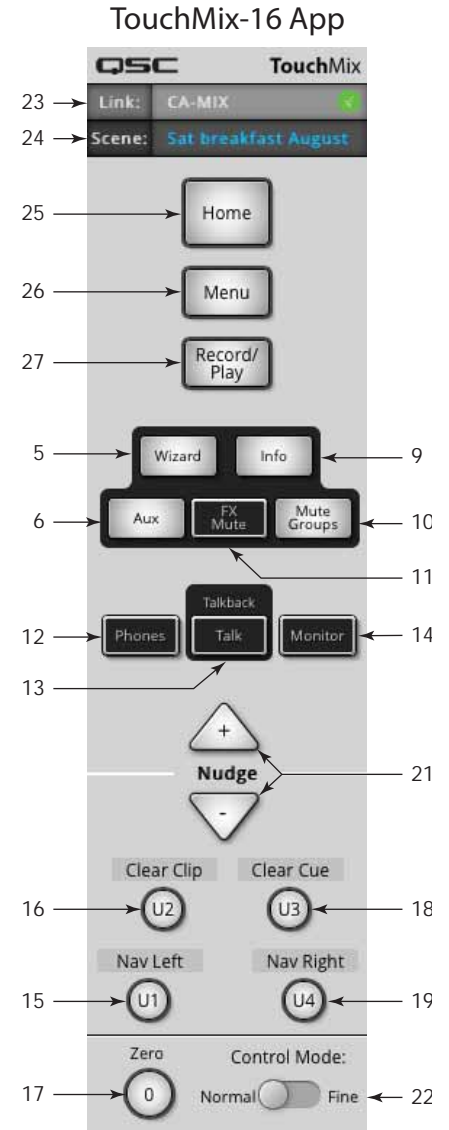 TouchMix-16 App
QSC TouchMix
23 Link: CA-MIX
24 Scene: Sat breakfast August
25 Home
26 Menu
27 Record/
Play
5 Wizard Info 9
6 Aux FX
Mute Mute
Groups 10
11
Talkback
12 Phones Talk Monitor 14
13
+
Nudge 21
-
Clear Clip Clear Cue
16 U2 U3 18
Nav Left Nav Right
15 U1 U4 19
Zero Control Mode:
17 0 Normal Fine 22